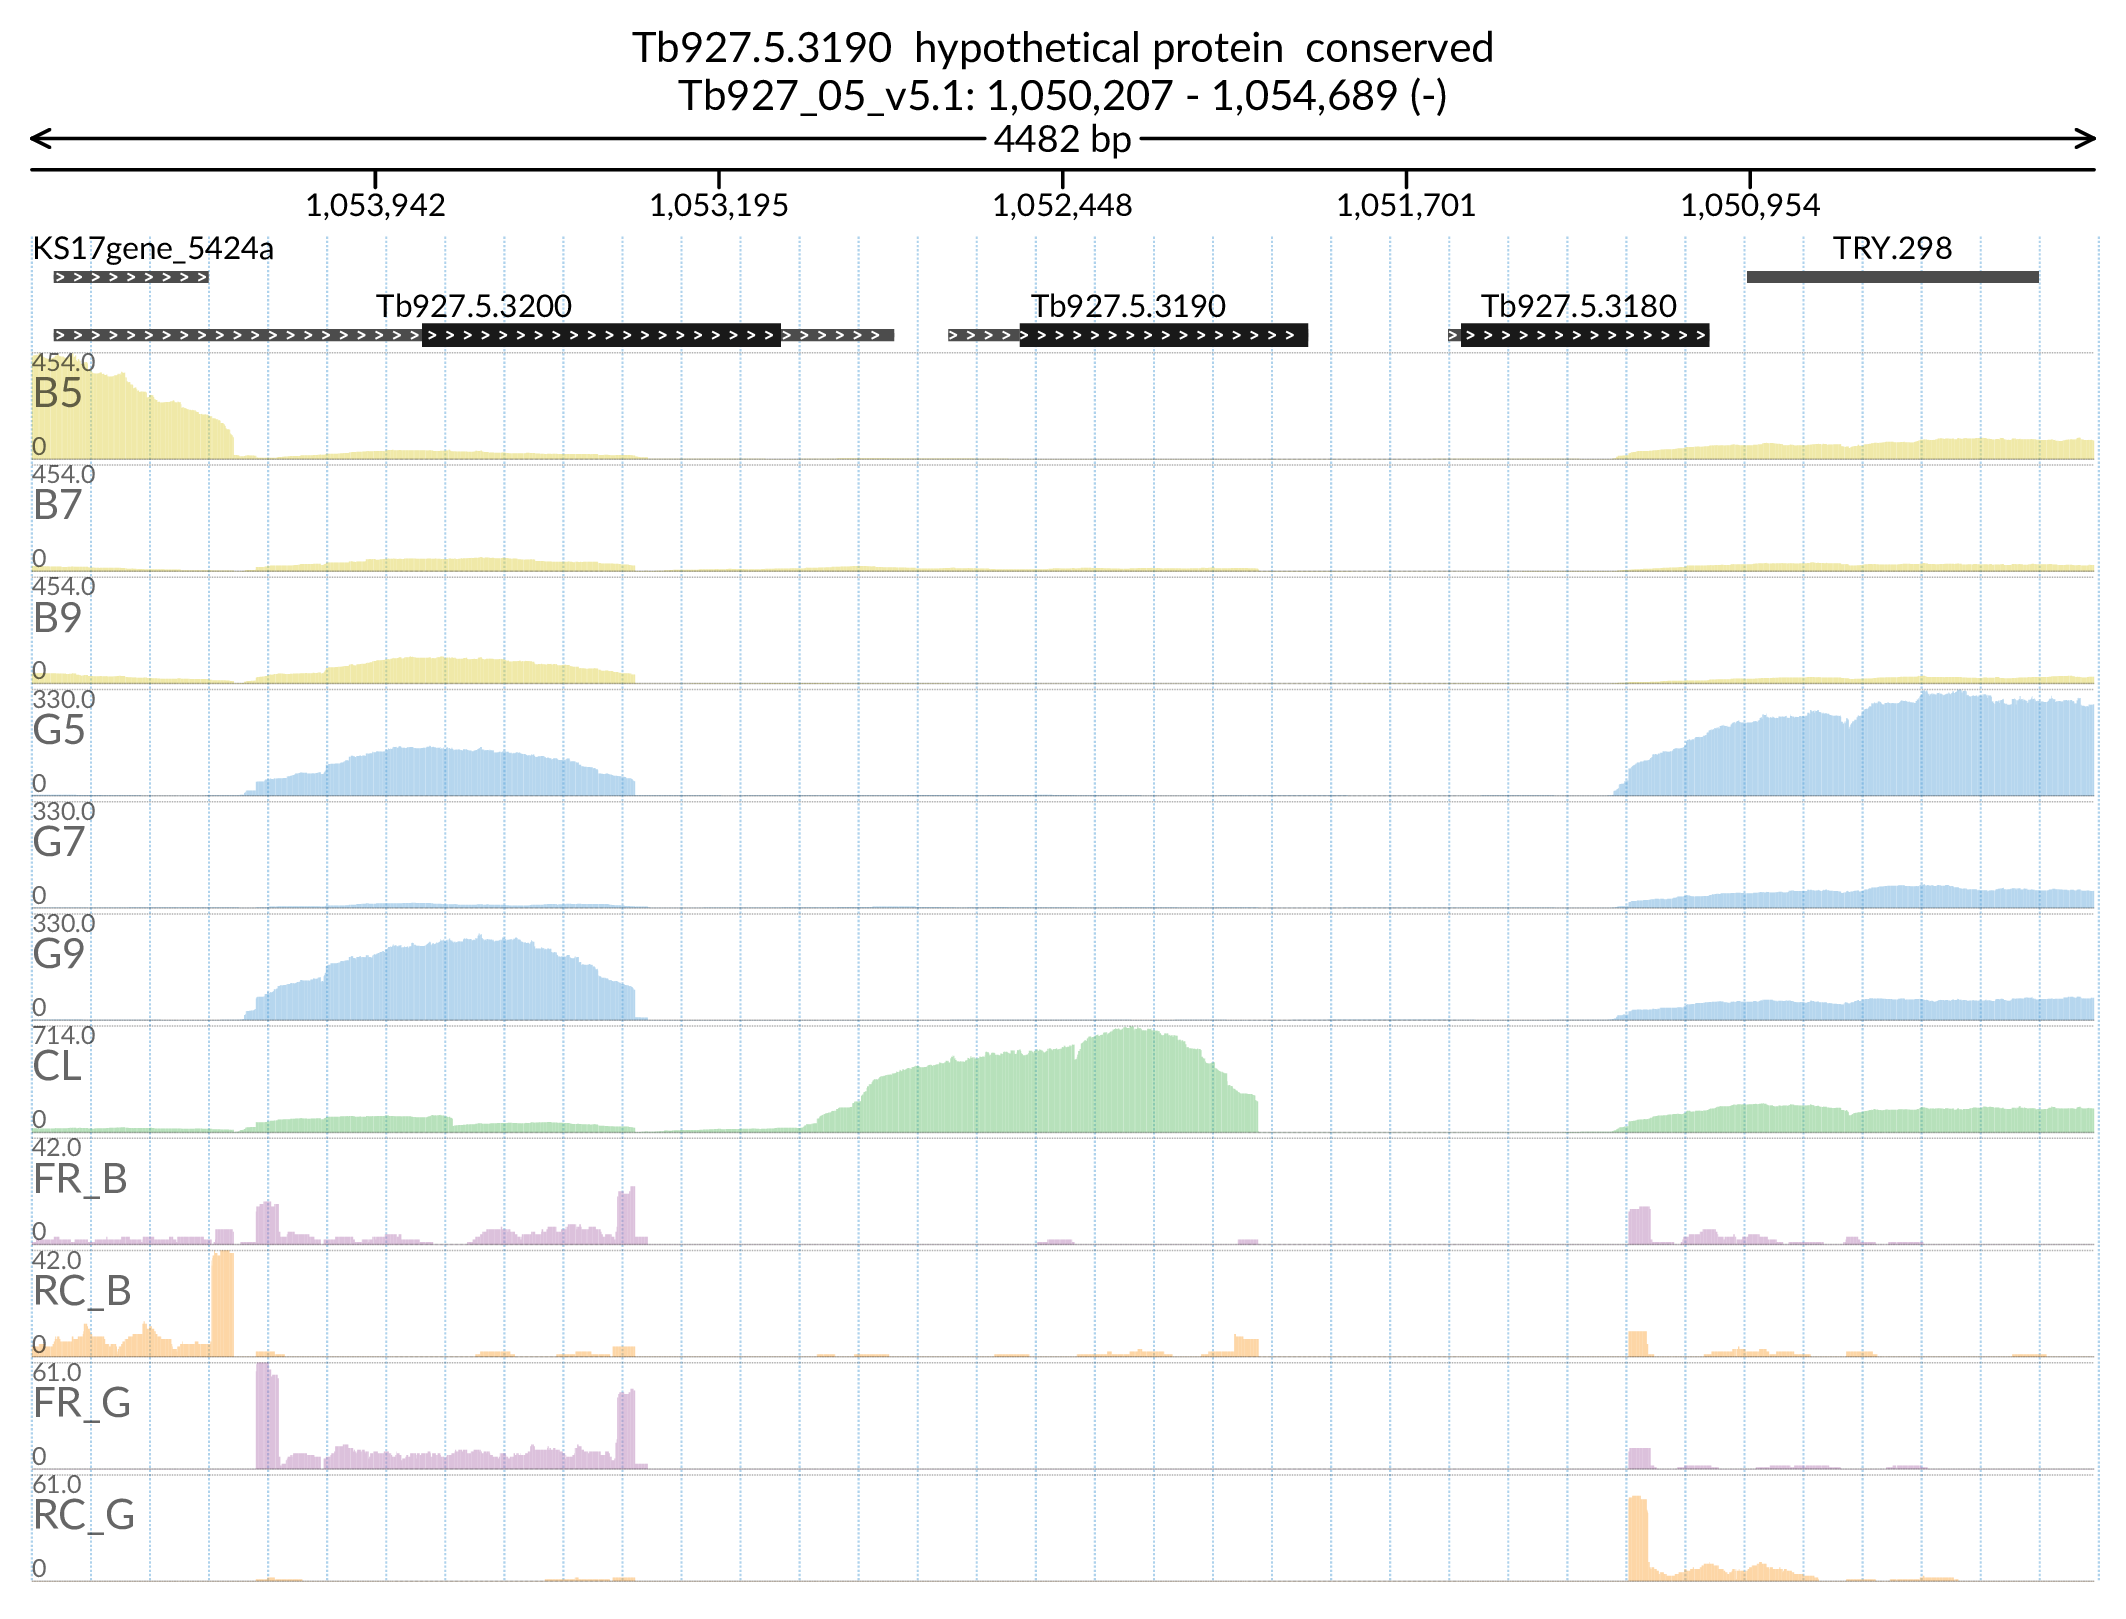 Tb927.5.3190  hypothetical protein  conserved
Tb927_05_v5.1: 1,050,207 - 1,054,689 (-)
4482 bp
1,053,942 1,053,195 1,052,448 1,051,701 1,050,954
KS17gene_5424a TRY.298
Tb927.5.3200 Tb927.5.3190 Tb927.5.3180
454.0
B5
0
454.0
B7
0
454.0
B9
0
330.0
G5
0
330.0
G7
0
330.0
G9
0
714.0
CL
0
42.0
FR_B
0
42.0
RC_B
0
61.0
FR_G
0
61.0
RC_G
0